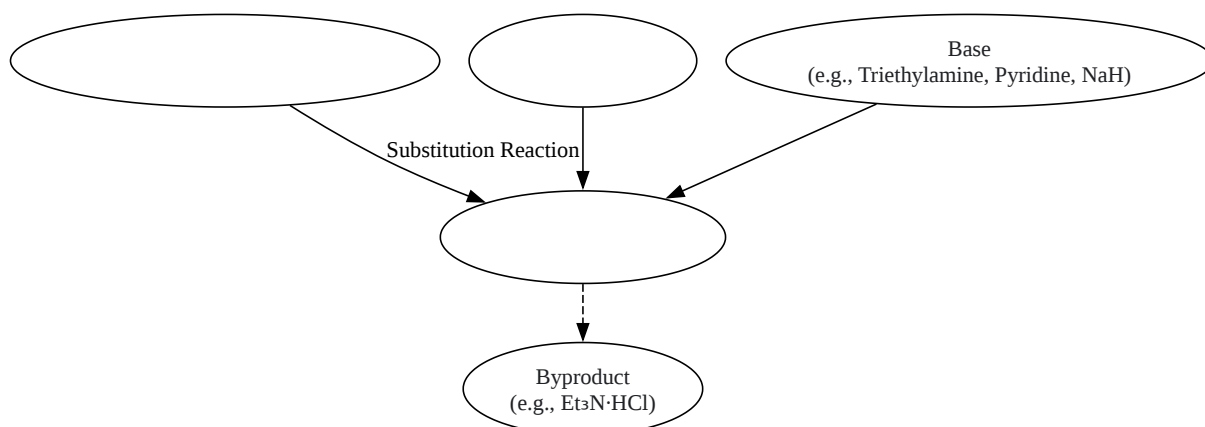 Base
(e.g., Triethylamine, Pyridine, NaH)
Substitution Reaction
Byproduct
(e.g., Et₃N·HCl)